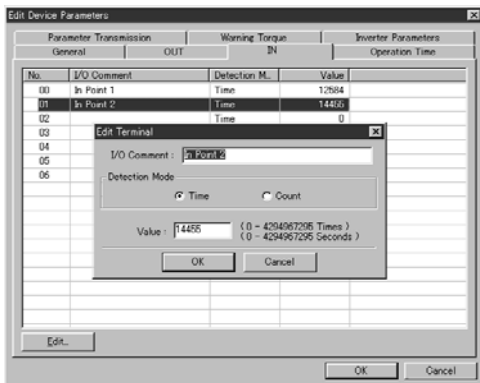 Edit Device Parameters
Parameter Transmission Warning Torque Inverter Parameters
General OUT IN Operation Time
No. I/O Comment Detection M... Value
00 In Point 1 Time 12584
01 In Point 2 Time 14455
02 Time 0
03
04
05
06
Edit Terminal
I/O Comment : In Point 2
Detection Mode
Time Count
Value : 14455 ( 0 - 4294967295 Times )
( 0 - 4294967295 Seconds )
OK Cancel
Edit...
OK Cancel